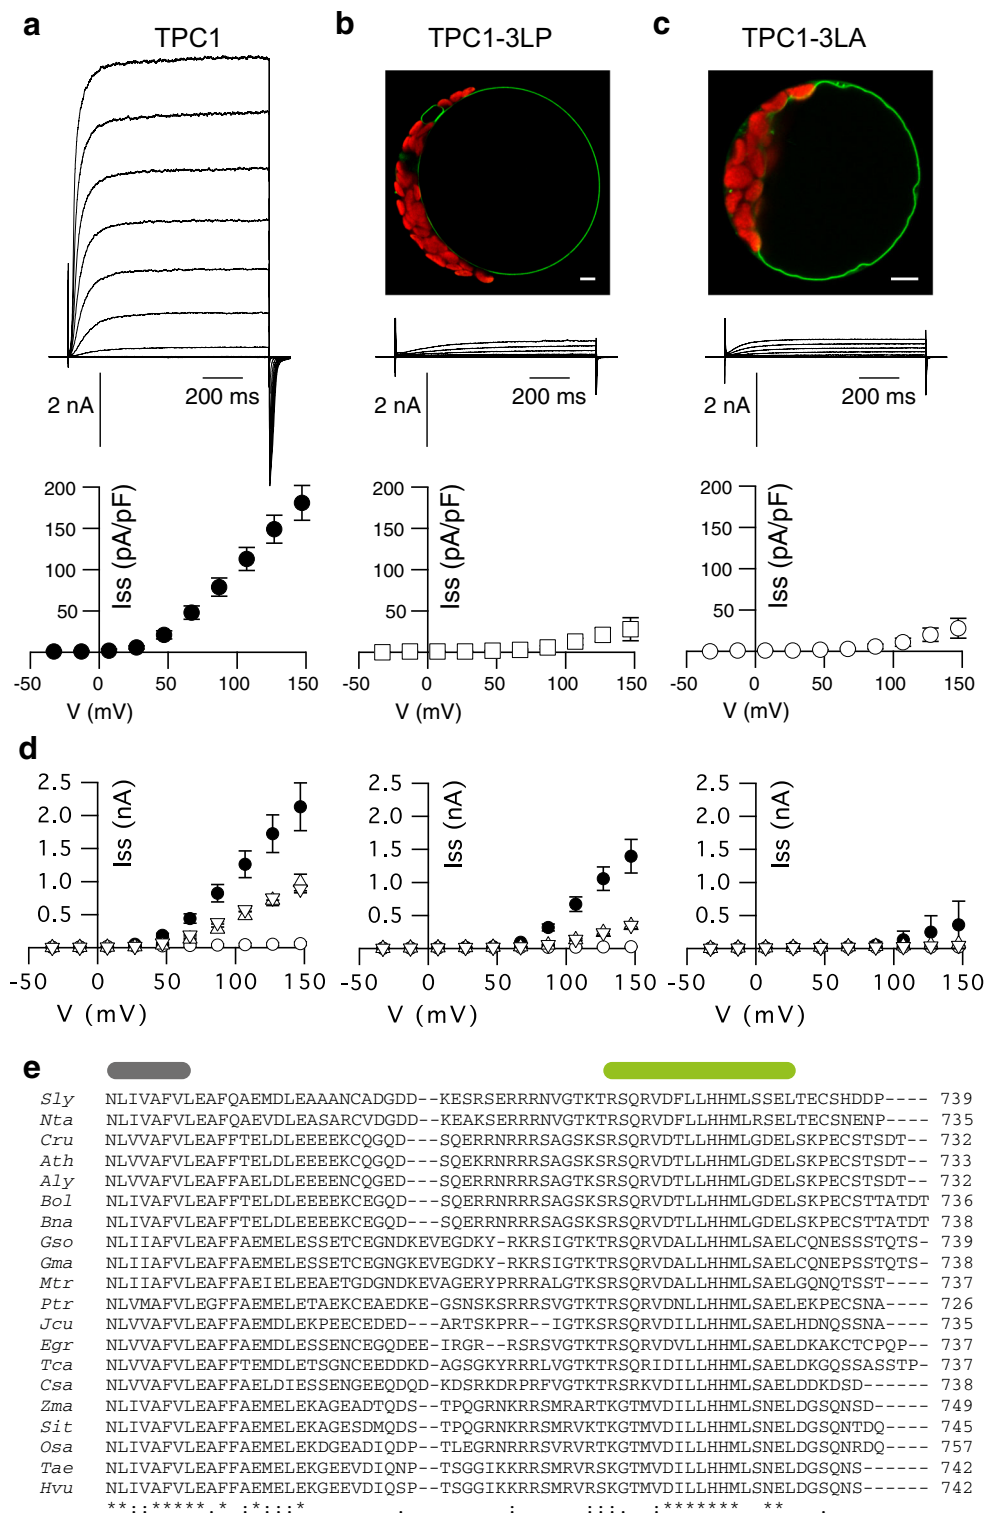 a
b
c
TPC1
TPC1-3LP
TPC1-3LA
2 nA
200 ms
2 nA
200 ms
2 nA
200 ms
200
150
100
50
Iss (pA/pF)
-50 0 50 100 150
V (mV)
200
150
100
50
Iss (pA/pF)
-50 0 50 100 150
V (mV)
200
150
100
50
Iss (pA/pF)
-50 0 50 100 150
V (mV)
d
2.5
2.0
1.5
1.0
0.5
Iss (nA)
-50 0 50 100 150
V (mV)
2.5
2.0
1.5
1.0
0.5
Iss (nA)
-50 0 50 100 150
V (mV)
2.5
2.0
1.5
1.0
0.5
Iss (nA)
-50 0 50 100 150
V (mV)
e
Sly NLIVAFVLEAFQAEMDLEAAANCADGDD--KESRSERRRNVGTKTRSQRVDFLLHHMLSSELTECSHDDP---- 739
Nta NLIVAFVLEAFQAEVDLEASARCVDGDD--KEAKSERRRNVGTKTRSQRVDFLLHHMLRSELTECSNENP---- 735
Cru NLVVAFVLEAFFTELDLEEEEKCQGQD---SQERRNRRRSAGSKSRSQRVDTLLHHMLGDELSKPECSTSDT-- 732
Ath NLVVAFVLEAFFTELDLEEEEKCQGQD---SQEKRNRRRSAGSKSRSQRVDTLLHHMLGDELSKPECSTSDT-- 733
Aly NLVVAFVLEAFFAELDLEEEENCQGED---SQERRNRRRSAGSKSRSQRVDTLLHHMLGDELSKPECSTSDT-- 732
Bol NLIVAFVLEAFFTELDLEEEEKCEGQD---SQERRNRRRSAGSKSRSQRVDTLLHHMLGDELSKPECSTTATDT 736
Bna NLIVAFVLEAFFTELDLEEEEKCEGQD---SQERRNRRRSAGSKSRSQRVDTLLHHMLGDELSKPECSTTATDT 738
Gso NLIIAFVLEAFFAEMELESSETCEGNDKEVEGDKY-RKRSIGTKTRSQRVDALLHHMLSAELCQNESSSTQTS- 739
Gma NLIIAFVLEAFFAEMELESSETCEGNGKEVEGDKY-RKRSIGTKTRSQRVDALLHHMLSAELCQNEPSSTQTS- 738
Mtr NLIIAFVLEAFFAEIELEEAETGDGNDKEVAGERYPRRRALGTKSRSQRVDALLHHMLSAELGQNQTSST---- 737
Ptr NLVMAFVLEGFFAEMELETAEKCEAEDKE-GSNSKSRRRSVGTKTRSQRVDNLLHHMLSAELEKPECSNA---- 726
Jcu NLVVAFVLEAFFAEMDLEKPEECEDED---ARTSKPRR--IGTKSRSQRVDALLHHMLSAELHDNQSSNA---- 735
Egr NLVVAFVLEAFFAEMDLESSENCEGQDEE-IRGR--RSRSVGTKTRSQRVDVLLHHMLSAELDKAKCTCPQP-- 737
Tca NLVVAFVLEAFFTEMDLETSGNCEEDDKD-AGSGKYRRRLVGTKTRSQRIDILLHHMLSAELDKGQSSASSTP- 737
Csa NLVVAFVLEAFFAELDIESSENGEEQDQD-KDSRKDRPRFVGTKTRSRKVDILLHHMLSAELDDKDSD------ 738
Zma NLIVAFVLEAFFAEMELEKAGEADTQDS--TPQGRNKRRSMRARTKGTMVDILLHHMLSNELDGSQNSD----- 749
Sit NLIVAFVLEAFFAEMELEKAGESDMQDS--TPQGRNKRRSMRVRTKGTMVDILLHHMLSNELDGSQNTDQ---- 745
Osa NLIVAFVLEAFFAEMELEKDGEADIQDP--TLEGRNRRRSVRVRTKGTMVDILLHHMLSNELDGSQNRDQ---- 757
Tae NLIVAFVLEAFFAEMELEKGEEVDIQNP--TSGGIKKRRSMRVRSKGTMVDILLHHMLSNELDGSQNS------ 742
Hvu NLIVAFVLEAFFAEMELEKGEEVDIQSP--TSGGIKKRRSMRVRTKGTMVDILLHHMLSNELDGSQNS------ 742
**::*****.*.:*:::* . : :::. :******* ** .